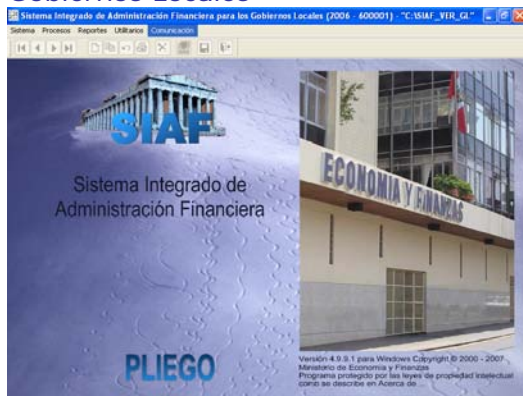 Gobiernos Locales
Sistema Integrado de Administración Financiera para los Gobiernos Locales (2006 - 600001) - "C:\SIAF_VER_GL"
Sistema Procesos Reportes Utilitarios Comunicación
SIAF
Sistema Integrado de
Administración Financiera
ECONOMIA Y FINANZAS
PLIEGO
Versión 4.9.9.1 para Windows Copyright © 2000 - 2007
Ministerio de Economía y Finanzas
Programa protegido por las leyes de propiedad intelectual
como se describe en Acerca de...